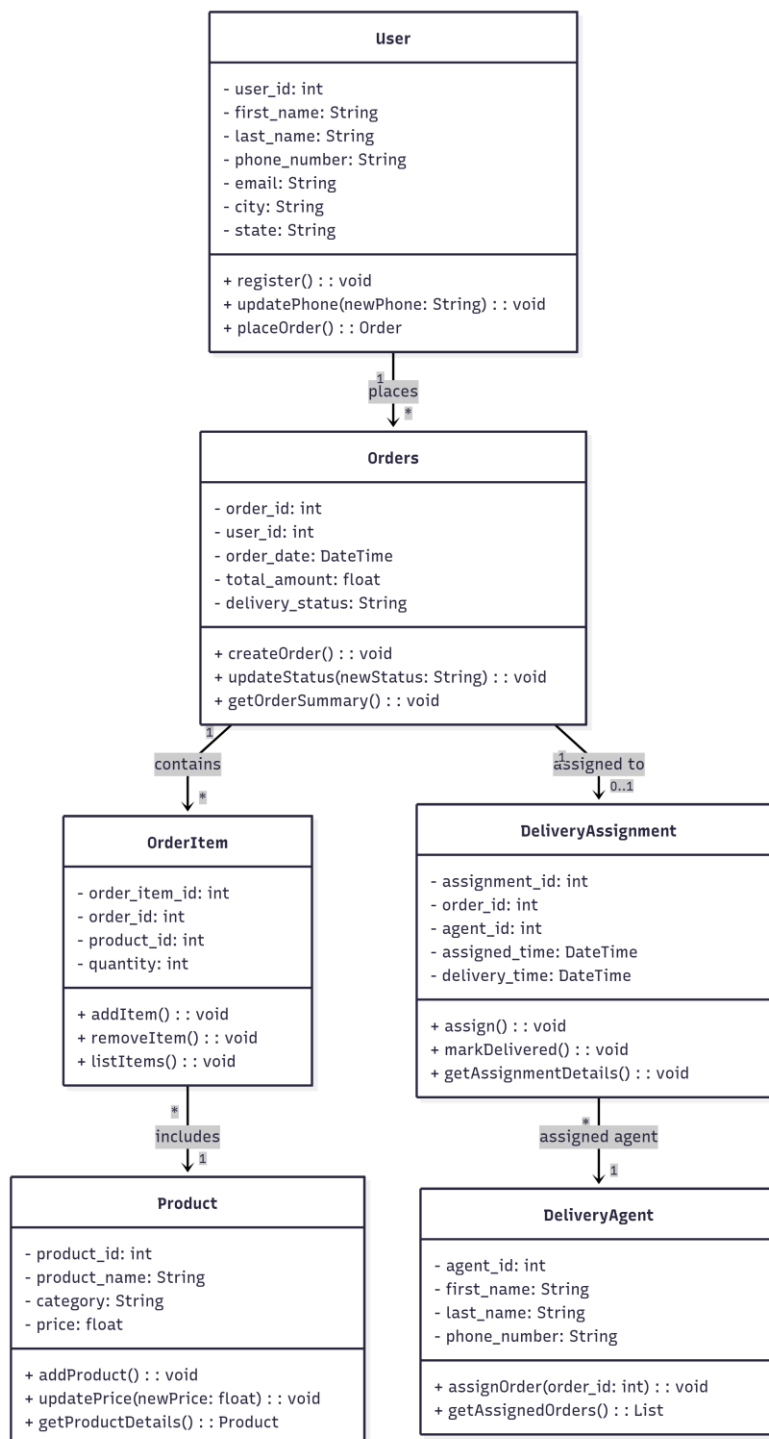 User
- user_id: int
- first_name: String
- last_name: String
- phone_number: String
- email: String
- city: String
- state: String
+ register() : : void
+ updatePhone(newPhone: String) : : void
+ placeOrder() : : Order
1
places
*
Orders
- order_id: int
- user_id: int
- order_date: DateTime
- total_amount: float
- delivery_status: String
+ createOrder() : : void
+ updateStatus(newStatus: String) : : void
+ getOrderSummary() : : void
1
contains
*
1
assigned to
0..1
OrderItem
- order_item_id: int
- order_id: int
- product_id: int
- quantity: int
+ addItem() : : void
+ removeItem() : : void
+ listItems() : : void
DeliveryAssignment
- assignment_id: int
- order_id: int
- agent_id: int
- assigned_time: DateTime
- delivery_time: DateTime
+ assign() : : void
+ markDelivered() : : void
+ getAssignmentDetails() : : void
*
includes
1
*
assigned agent
1
Product
- product_id: int
- product_name: String
- category: String
- price: float
+ addProduct() : : void
+ updatePrice(newPrice: float) : : void
+ getProductDetails() : : Product
DeliveryAgent
- agent_id: int
- first_name: String
- last_name: String
- phone_number: String
+ assignOrder(order_id: int) : : void
+ getAssignedOrders() : : List